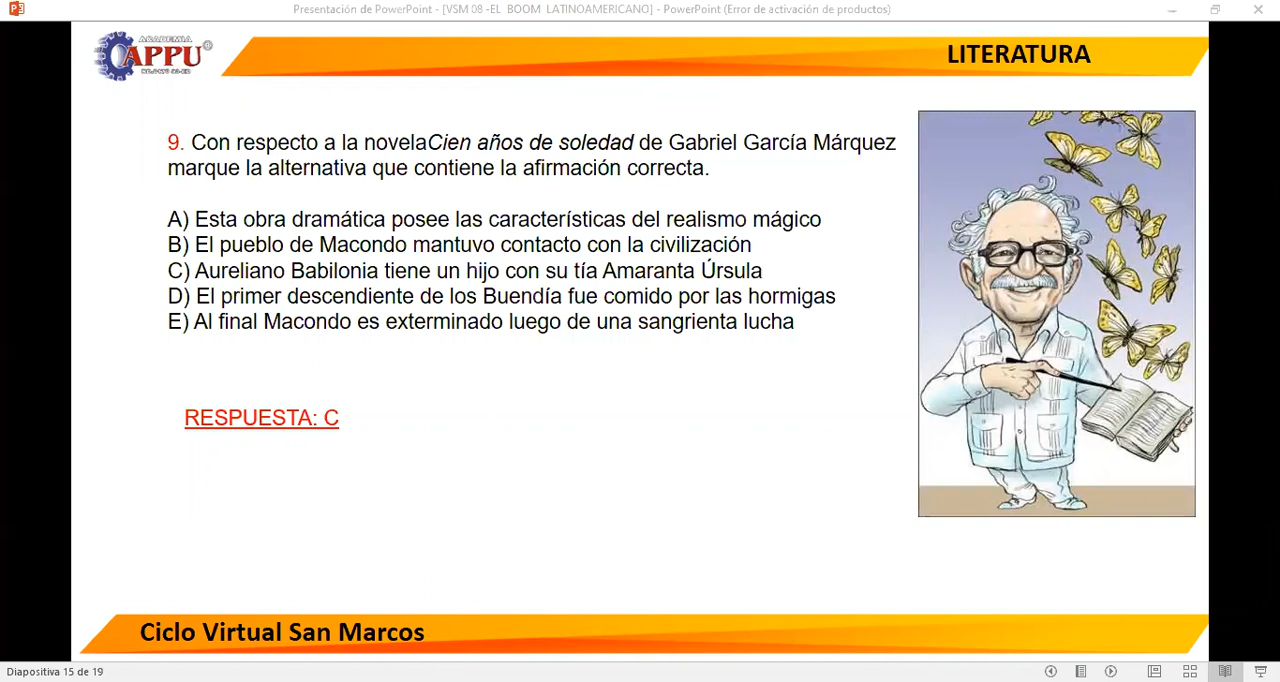 Presentación de PowerPoint - [VSM 08 -EL BOOM LATINOAMERICANO] - PowerPoint (Error de activación de productos)
ACADEMIA
APPU
LITERATURA
9. Con respecto a la novelaCien años de soledad de Gabriel García Márquez
marque la alternativa que contiene la afirmación correcta.
A) Esta obra dramática posee las características del realismo mágico
B) El pueblo de Macondo mantuvo contacto con la civilización
C) Aureliano Babilonia tiene un hijo con su tía Amaranta Úrsula
D) El primer descendiente de los Buendía fue comido por las hormigas
E) Al final Macondo es exterminado luego de una sangrienta lucha
RESPUESTA: C
Ciclo Virtual San Marcos
Diapositiva 15 de 19